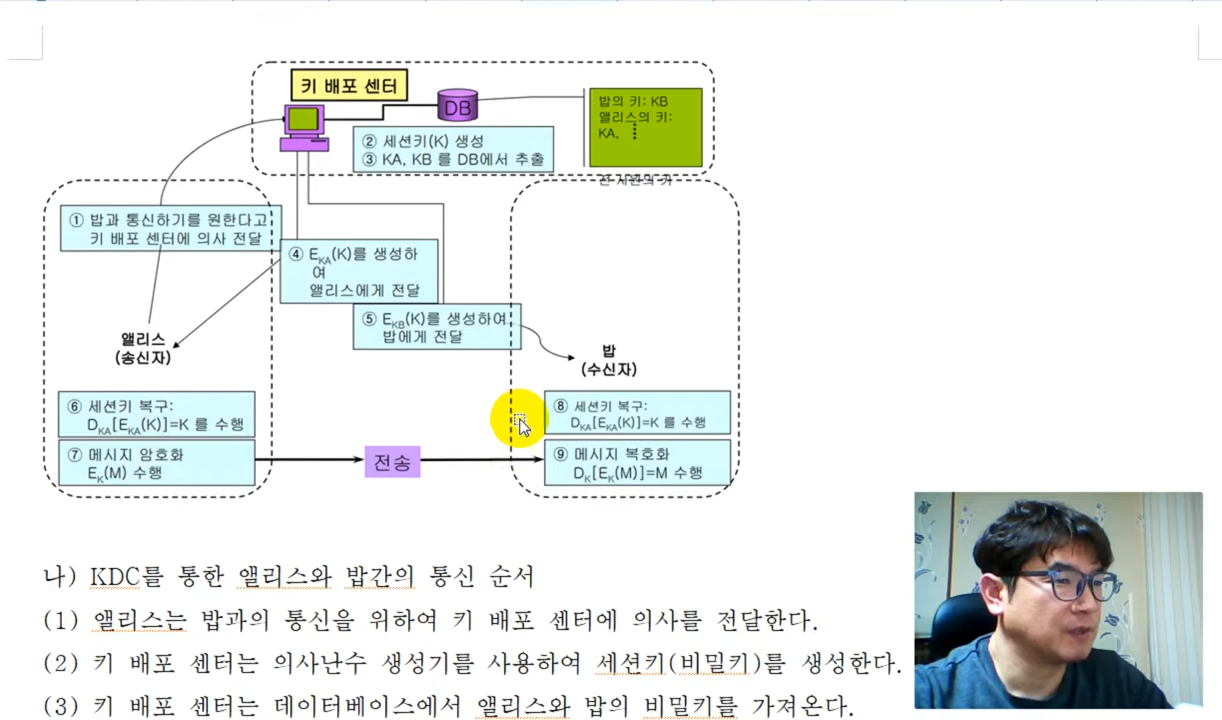 키 배포 센터
DB
밥의 키: KB
앨리스의 키:
KA,
② 세션키(K) 생성
③ KA, KB 를 DB에서 추출
① 밥과 통신하기를 원한다고
키 배포 센터에 의사 전달
④ EKA(K)를 생성하
여
앨리스에게 전달
⑤ EKB(K)를 생성하여
밥에게 전달
앨리스
(송신자)
밥
(수신자)
⑥ 세션키 복구:
DKA[EKA(K)]=K 를 수행
⑦ 메시지 암호화
EK(M) 수행
전송
⑧ 세션키 복구:
DKA[EKA(K)]=K 를 수행
⑨ 메시지 복호화
DK[EK(M)]=M 수행
나) KDC를 통한 앨리스와 밥간의 통신 순서
(1) 앨리스는 밥과의 통신을 위하여 키 배포 센터에 의사를 전달한다.
(2) 키 배포 센터는 의사난수 생성기를 사용하여 세션키(비밀키)를 생성한다.
(3) 키 배포 센터는 데이터베이스에서 앨리스와 밥의 비밀키를 가져온다.